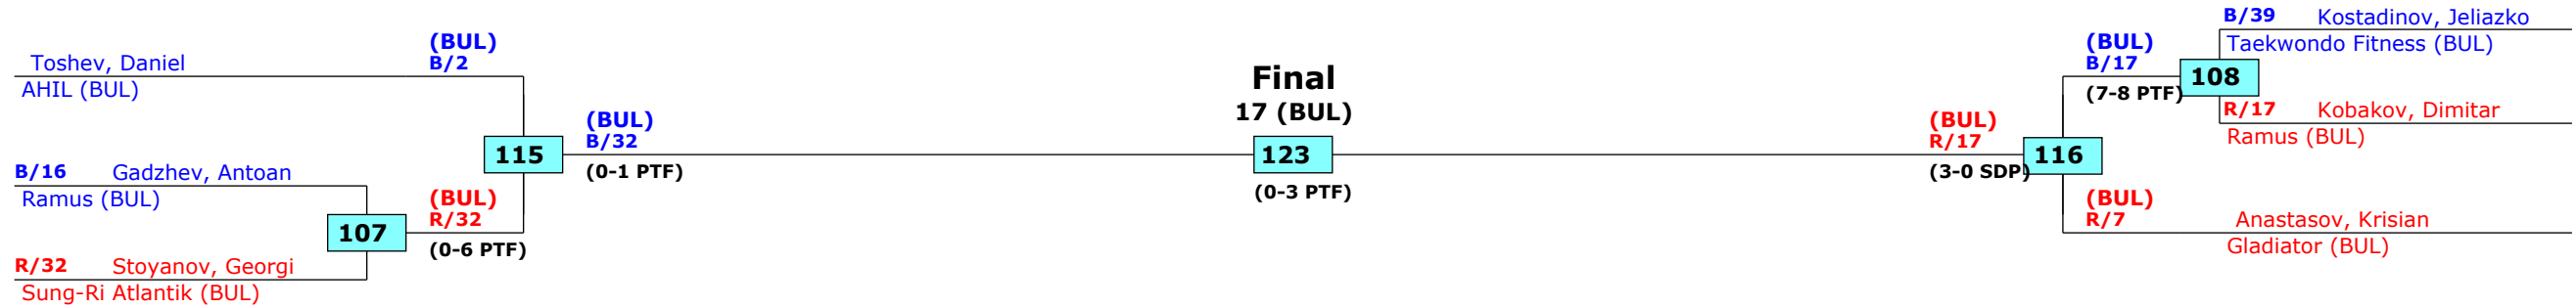 Toshev, Daniel
AHIL (BUL)
(BUL)
B/2
B/16 Gadzhev, Antoan
Ramus (BUL)
107
R/32 Stoyanov, Georgi
Sung-Ri Atlantik (BUL)
(BUL)
R/32
(0-6 PTF)
115
(BUL)
B/32
(0-1 PTF)
Final
17 (BUL)
123
(0-3 PTF)
(BUL)
R/17
(3-0 SDP)
116
(BUL)
B/17
(7-8 PTF)
108
B/39 Kostadinov, Jeliazko
Taekwondo Fitness (BUL)
R/17 Kobakov, Dimitar
Ramus (BUL)
(BUL)
R/7
Anastasov, Krisian
Gladiator (BUL)